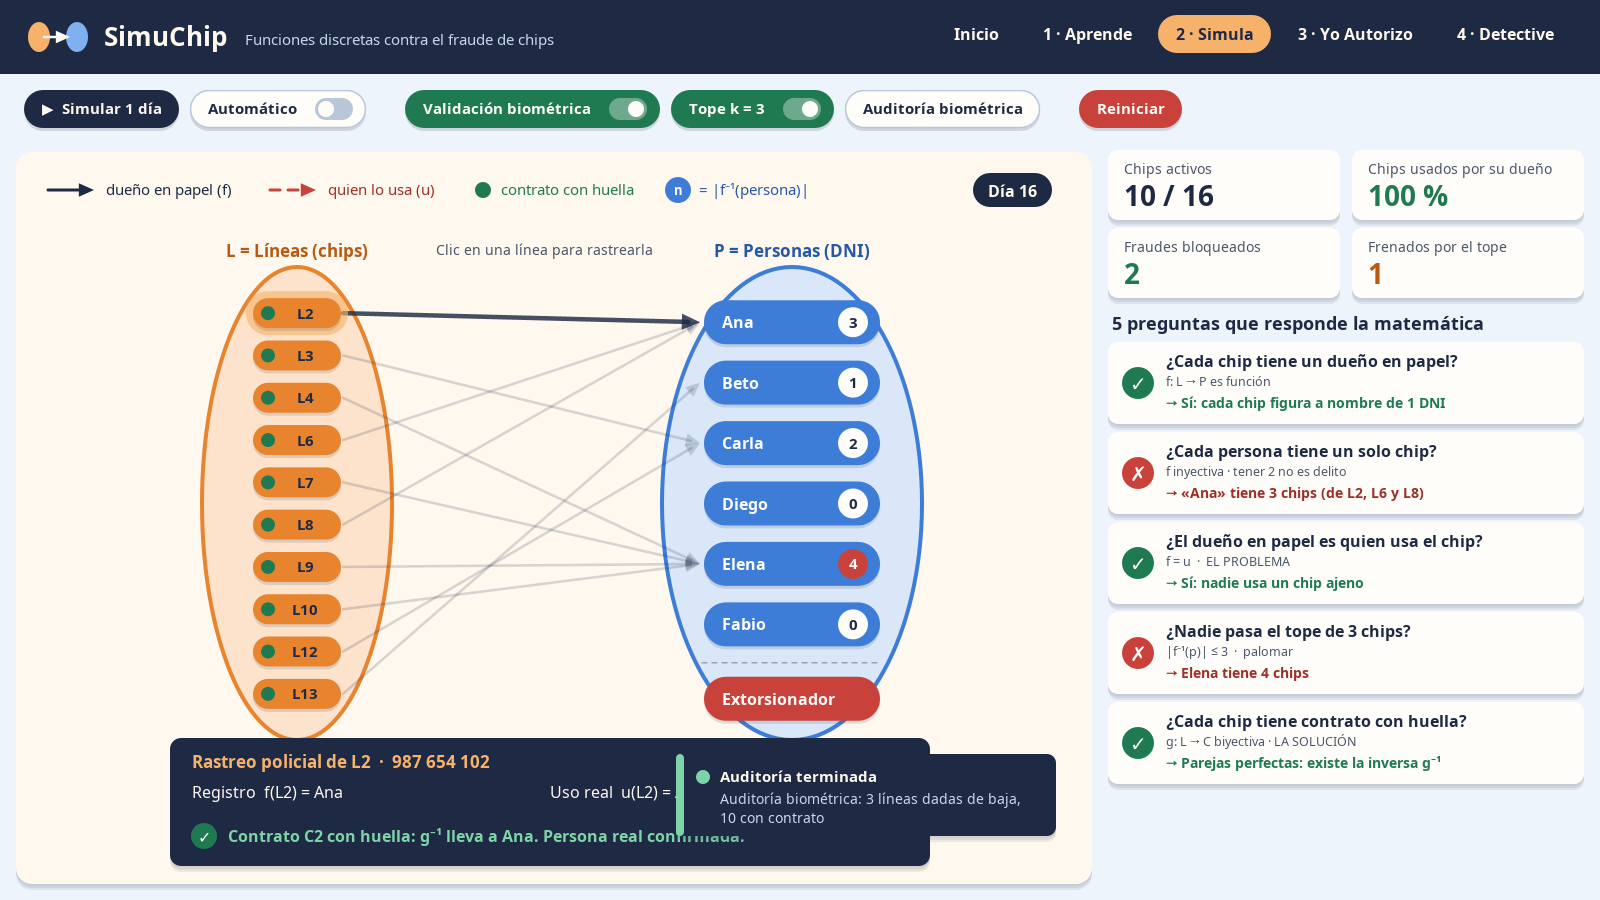 SimuChip
Funciones discretas contra el fraude de chips
Inicio
1 · Aprende
2 · Simula
3 · Yo Autorizo
4 · Detective
▶ Simular 1 día
Automático
Validación biométrica
Tope k = 3
Auditoría biométrica
Reiniciar
dueño en papel (f)
quien lo usa (u)
contrato con huella
n = |f⁻¹(persona)|
Día 16
L = Líneas (chips)
Clic en una línea para rastrearla
P = Personas (DNI)
L2
L3
L4
L6
L7
L8
L9
L10
L12
L13
Ana 3
Beto 1
Carla 2
Diego 0
Elena 4
Fabio 0
Extorsionador
Rastreo policial de L2 · 987 654 102
Registro f(L2) = Ana
Uso real u(L2) =
✓ Contrato C2 con huella: g⁻¹ lleva a Ana. Persona real confirmada.
Auditoría terminada
Auditoría biométrica: 3 líneas dadas de baja,
10 con contrato
Chips activos
10 / 16
Chips usados por su dueño
100 %
Fraudes bloqueados
2
Frenados por el tope
1
5 preguntas que responde la matemática
✓ ¿Cada chip tiene un dueño en papel?
f: L → P es función
→ Sí: cada chip figura a nombre de 1 DNI
✗ ¿Cada persona tiene un solo chip?
f inyectiva · tener 2 no es delito
→ «Ana» tiene 3 chips (de L2, L6 y L8)
✓ ¿El dueño en papel es quien usa el chip?
f = u · EL PROBLEMA
→ Sí: nadie usa un chip ajeno
✗ ¿Nadie pasa el tope de 3 chips?
|f⁻¹(p)| ≤ 3 · palomar
→ Elena tiene 4 chips
✓ ¿Cada chip tiene contrato con huella?
g: L → C biyectiva · LA SOLUCIÓN
→ Parejas perfectas: existe la inversa g⁻¹